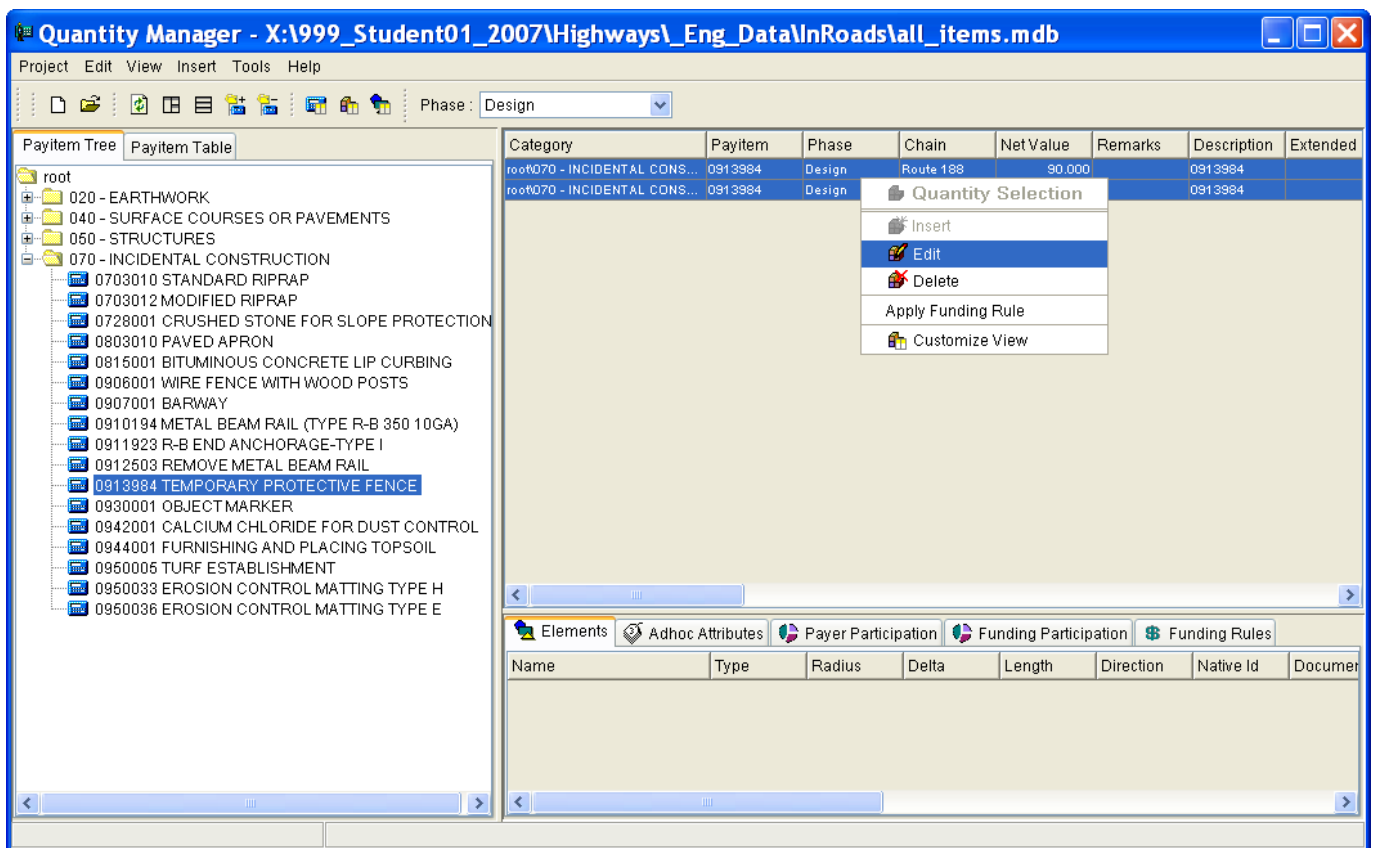 Quantity Manager - X:\999_Student01_2007\Highways\_Eng_Data\InRoads\all_items.mdb
Project Edit View Insert Tools Help
Phase : Design
Payitem Tree Payitem Table
root
020 - EARTHWORK
040 - SURFACE COURSES OR PAVEMENTS
050 - STRUCTURES
070 - INCIDENTAL CONSTRUCTION
0703010 STANDARD RIPRAP
0703012 MODIFIED RIPRAP
0728001 CRUSHED STONE FOR SLOPE PROTECTION
0803010 PAVED APRON
0815001 BITUMINOUS CONCRETE LIP CURBING
0906001 WIRE FENCE WITH WOOD POSTS
0907001 BARWAY
0910194 METAL BEAM RAIL (TYPE R-B 350 10GA)
0911923 R-B END ANCHORAGE-TYPE I
0912503 REMOVE METAL BEAM RAIL
0913984 TEMPORARY PROTECTIVE FENCE
0930001 OBJECT MARKER
0942001 CALCIUM CHLORIDE FOR DUST CONTROL
0944001 FURNISHING AND PLACING TOPSOIL
0950005 TURF ESTABLISHMENT
0950033 EROSION CONTROL MATTING TYPE H
0950036 EROSION CONTROL MATTING TYPE E
Category Payitem Phase Chain Net Value Remarks Description Extended
root\070 - INCIDENTAL CONS... 0913984 Design Route 188 90.000 0913984
root\070 - INCIDENTAL CONS... 0913984 Design 0913984
Quantity Selection
Insert
Edit
Delete
Apply Funding Rule
Customize View
Elements Adhoc Attributes Payer Participation Funding Participation Funding Rules
Name Type Radius Delta Length Direction Native Id Documen